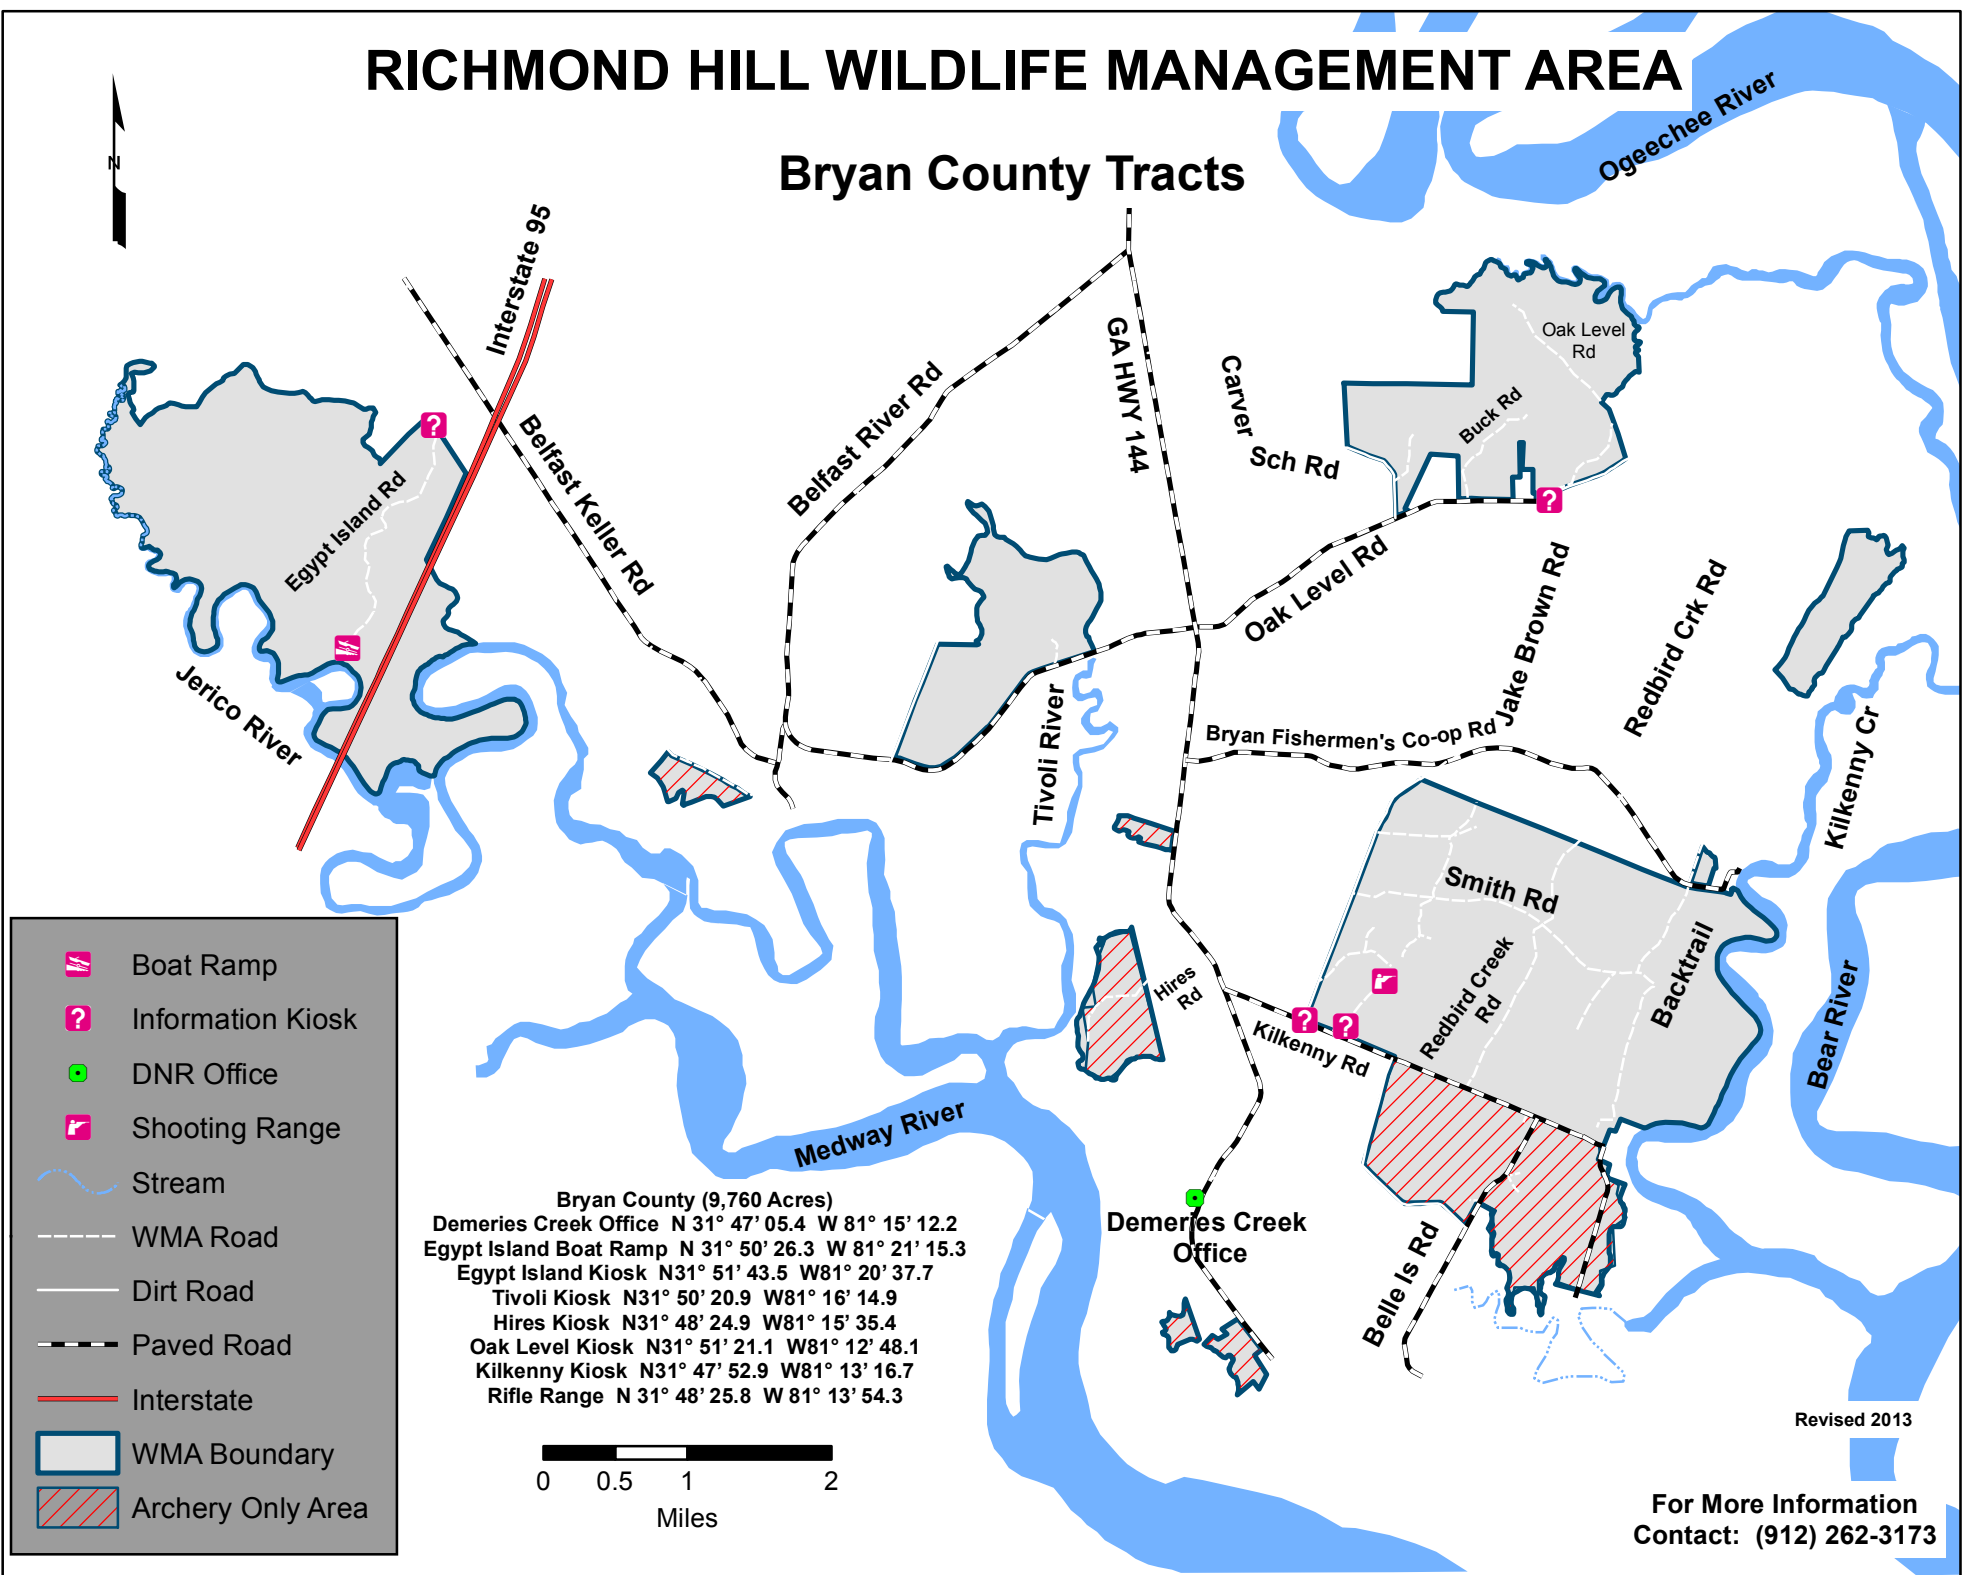 RICHMOND HILL WILDLIFE MANAGEMENT AREA
Bryan County Tracts
N
Ogeechee River
Interstate 95
Oak Level
Rd
GA HWY 144
Carver
Sch Rd
Buck Rd
Belfast River Rd
Belfast Keller Rd
Egypt Island Rd
Oak Level Rd
Jake Brown Rd
Redbird Crk Rd
Jerico River
Tivoli River
Bryan Fishermen's Co-op Rd
Kilkenny Cr
Smith Rd
Backtrail
Redbird Creek
Rd
Hires
Rd
Kilkenny Rd
Bear River
Medway River
Demeries Creek
Office
Belle Is Rd
Boat Ramp
? Information Kiosk
DNR Office
Shooting Range
Stream
WMA Road
Dirt Road
Paved Road
Interstate
WMA Boundary
Archery Only Area
Bryan County (9,760 Acres)
Demeries Creek Office N 31° 47' 05.4 W 81° 15' 12.2
Egypt Island Boat Ramp N 31° 50' 26.3 W 81° 21' 15.3
Egypt Island Kiosk N31° 51' 43.5 W81° 20' 37.7
Tivoli Kiosk N31° 50' 20.9 W81° 16' 14.9
Hires Kiosk N31° 48' 24.9 W81° 15' 35.4
Oak Level Kiosk N31° 51' 21.1 W81° 12' 48.1
Kilkenny Kiosk N31° 47' 52.9 W81° 13' 16.7
Rifle Range N 31° 48' 25.8 W 81° 13' 54.3
0 0.5 1 2
Miles
Revised 2013
For More Information
Contact: (912) 262-3173